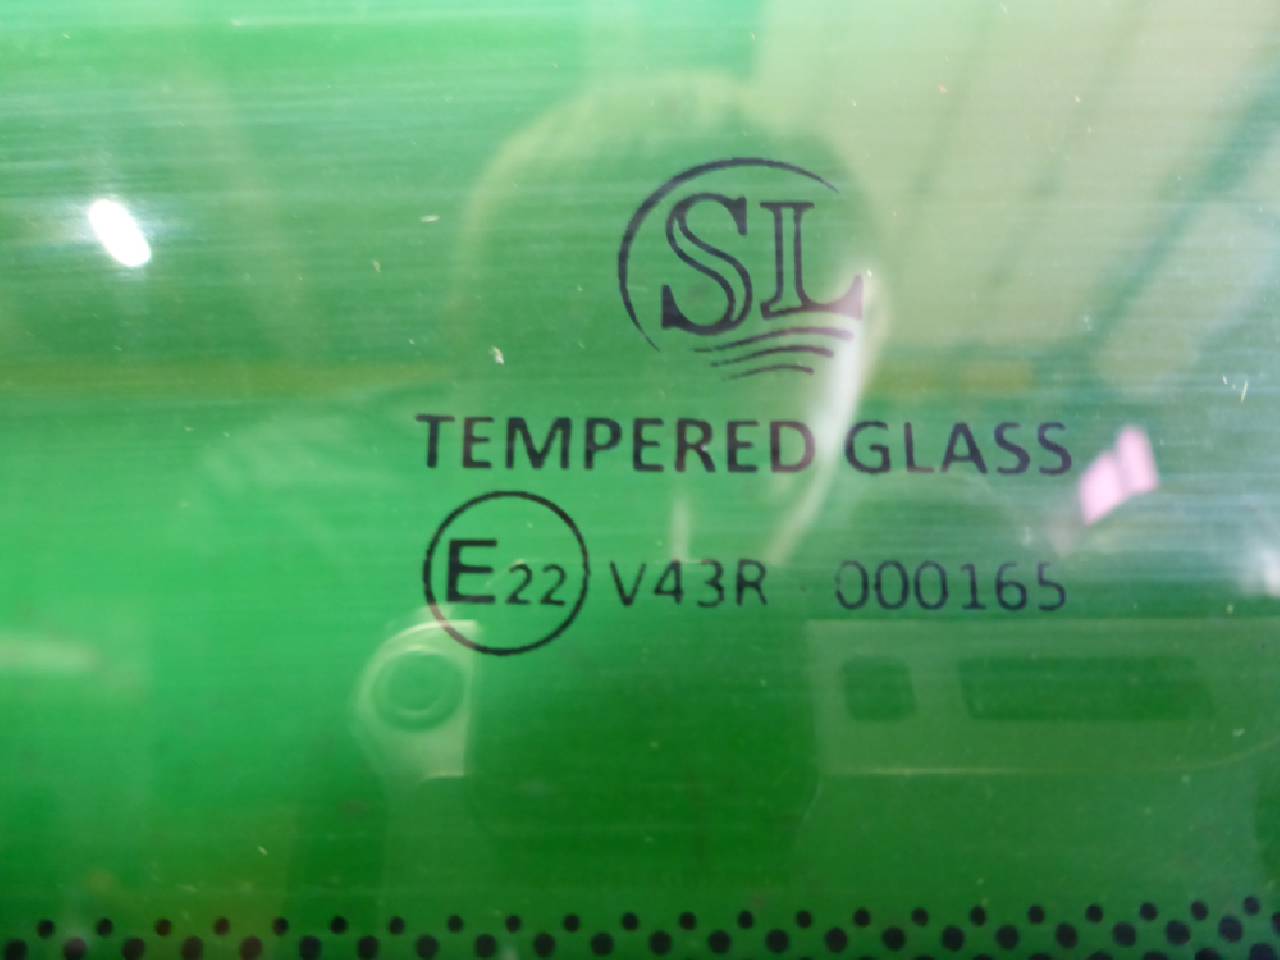 SL
TEMPERED GLASS
E22 V43R 000165